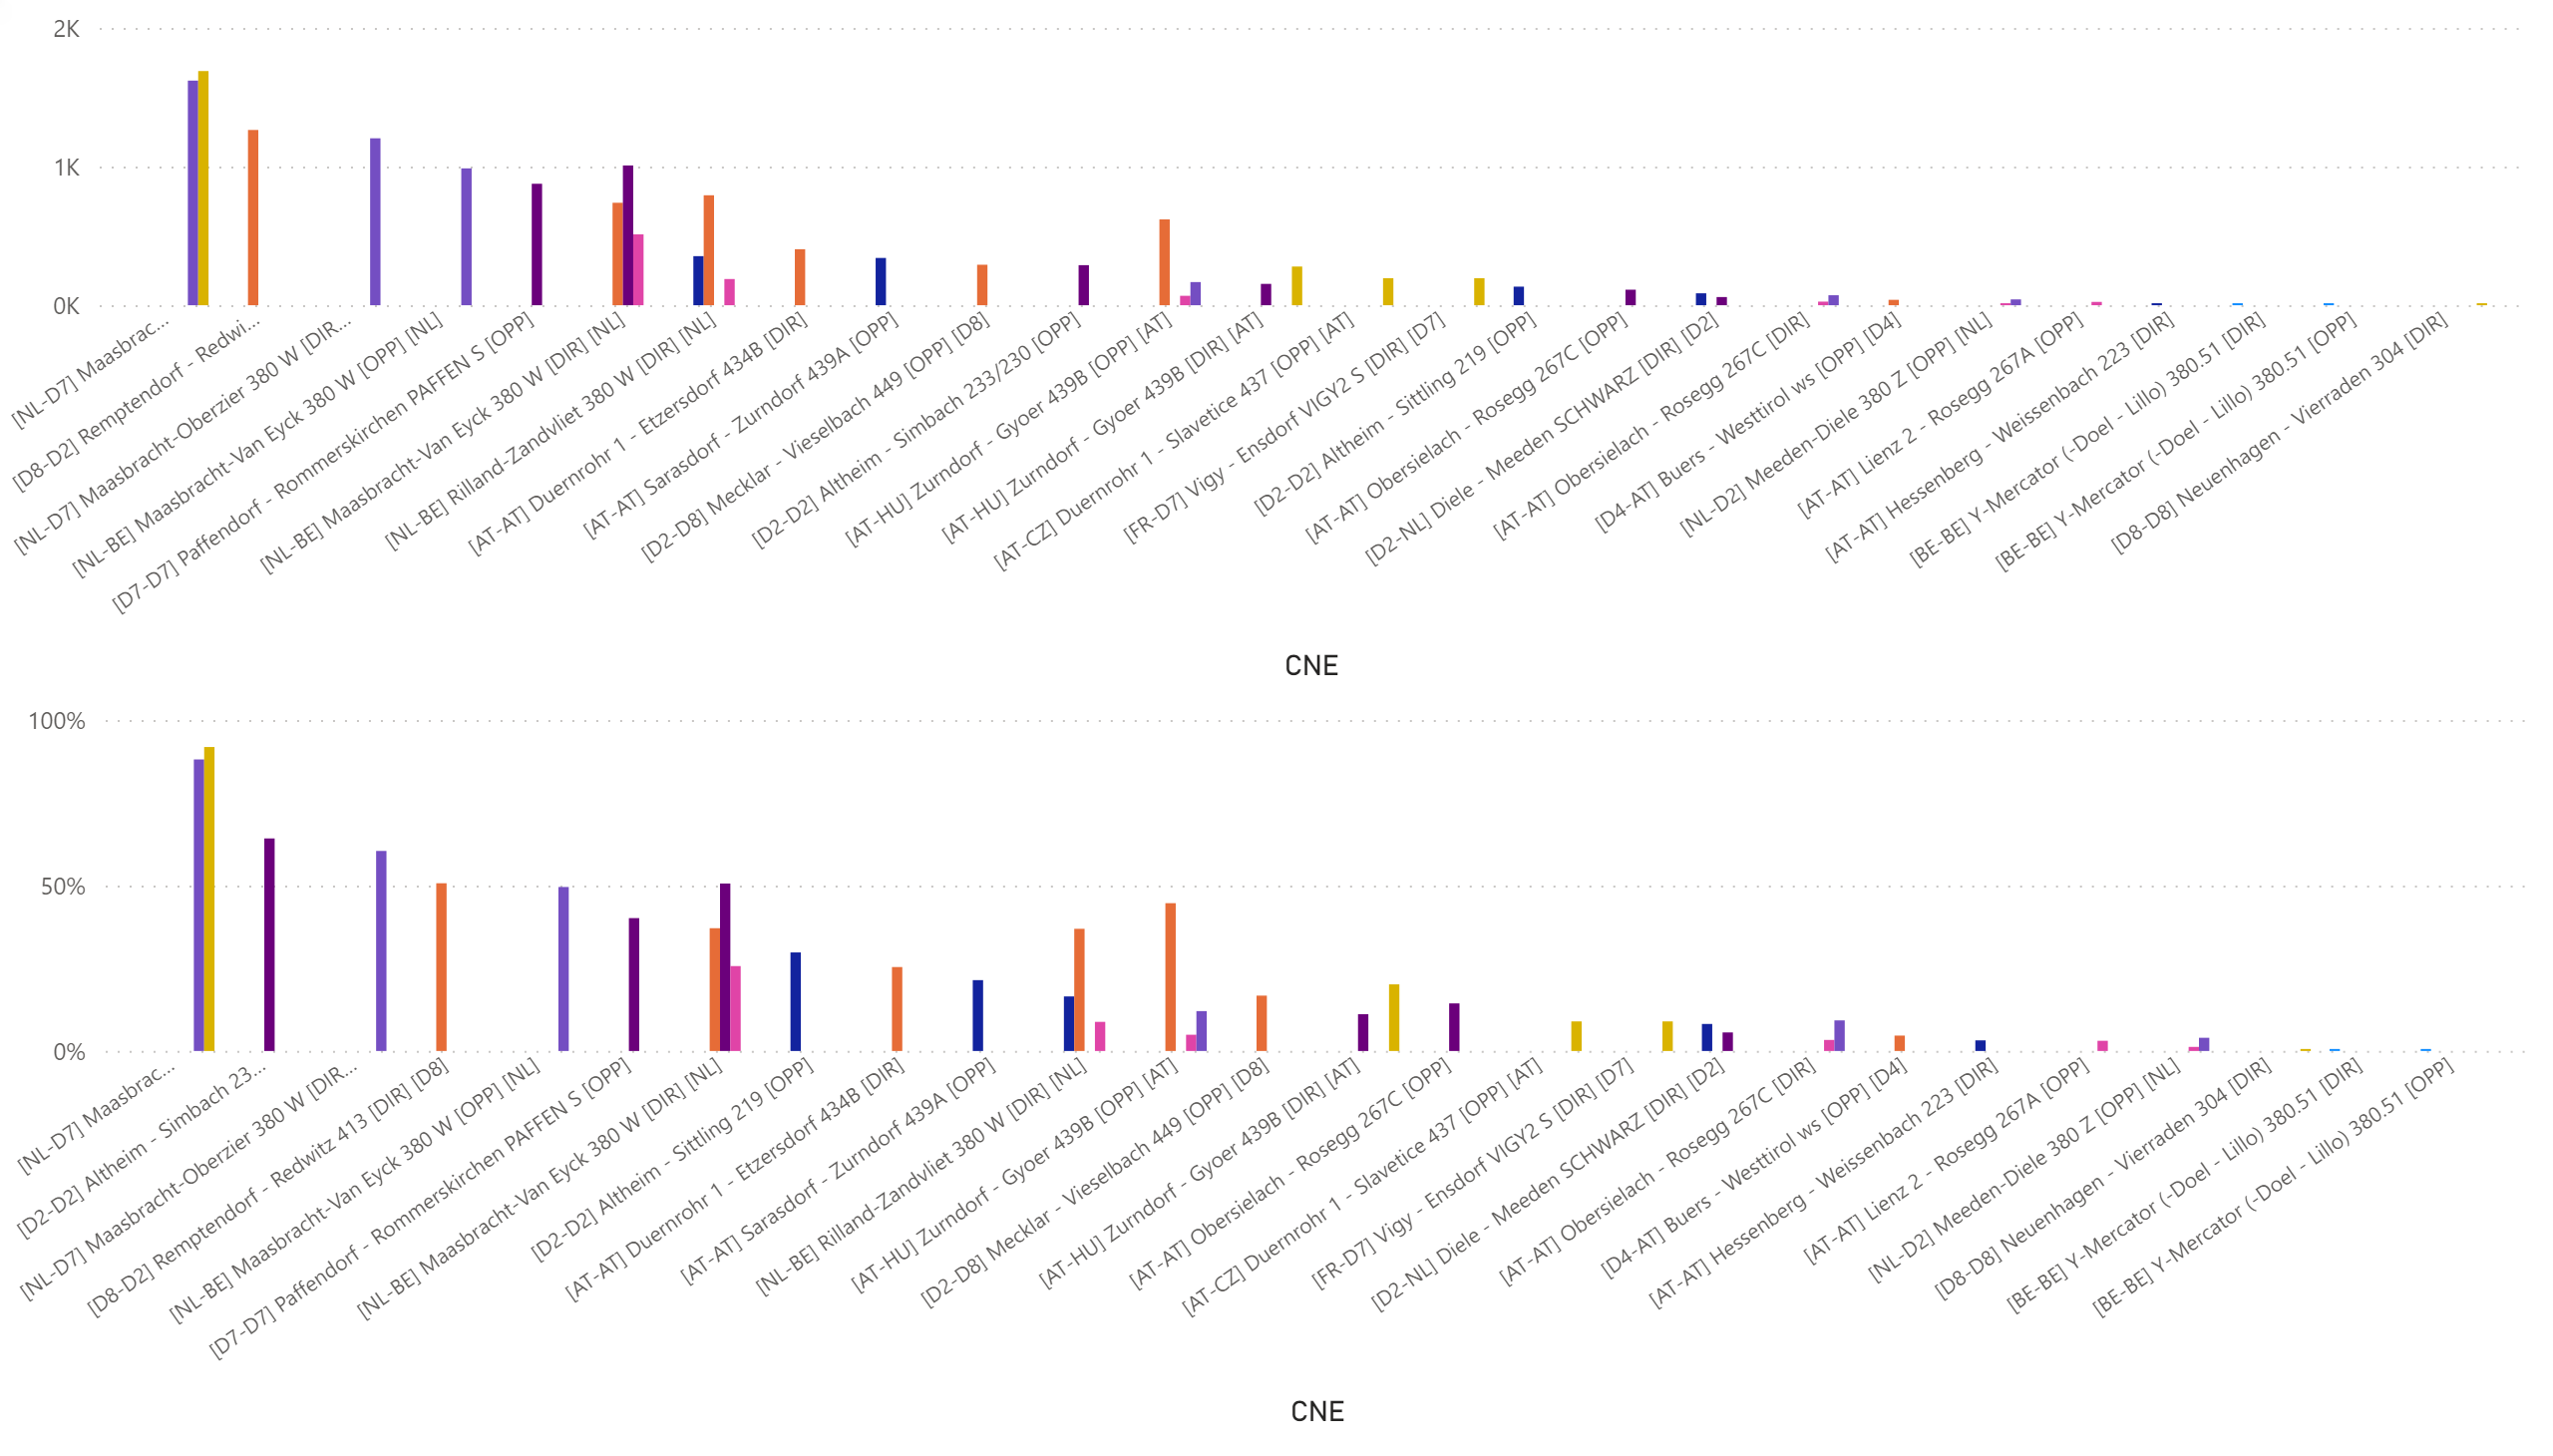 2K
1K
0K
[NL-D7] Maasbrac...
[D8-D2] Remptendorf - Redwi...
[NL-D7] Maasbracht-Oberzier 380 W [DIR...
[NL-BE] Maasbracht-Van Eyck 380 W [OPP] [NL]
[D7-D7] Paffendorf - Rommerskirchen PAFFEN S [OPP]
[NL-BE] Maasbracht-Van Eyck 380 W [DIR] [NL]
[NL-BE] Rilland-Zandvliet 380 W [DIR] [NL]
[AT-AT] Duernrohr 1 - Etzersdorf 434B [DIR]
[AT-AT] Sarasdorf - Zurndorf 439A [OPP]
[D2-D8] Mecklar - Vieselbach 449 [OPP] [D8]
[D2-D2] Altheim - Simbach 233/230 [OPP]
[AT-HU] Zurndorf - Gyoer 439B [OPP] [AT]
[AT-HU] Zurndorf - Gyoer 439B [DIR] [AT]
[AT-CZ] Duernrohr 1 - Slavetice 437 [OPP] [AT]
[FR-D7] Vigy - Ensdorf VIGY2 S [DIR] [D7]
[D2-D2] Altheim - Sittling 219 [OPP]
[AT-AT] Obersielach - Rosegg 267C [OPP]
[D2-NL] Diele - Meeden SCHWARZ [DIR] [D2]
[AT-AT] Obersielach - Rosegg 267C [DIR]
[D4-AT] Buers - Westtirol ws [OPP] [D4]
[NL-D2] Meeden-Diele 380 Z [OPP] [NL]
[AT-AT] Lienz 2 - Rosegg 267A [OPP]
[AT-AT] Hessenberg - Weissenbach 223 [DIR]
[BE-BE] Y-Mercator (-Doel - Lillo) 380.51 [DIR]
[BE-BE] Y-Mercator (-Doel - Lillo) 380.51 [OPP]
[D8-D8] Neuenhagen - Vierraden 304 [DIR]
CNE
100%
50%
0%
[NL-D7] Maasbrac...
[D2-D2] Altheim - Simbach 23...
[NL-D7] Maasbracht-Oberzier 380 W [DIR...
[D8-D2] Remptendorf - Redwitz 413 [DIR] [D8]
[NL-BE] Maasbracht-Van Eyck 380 W [OPP] [NL]
[D7-D7] Paffendorf - Rommerskirchen PAFFEN S [OPP]
[NL-BE] Maasbracht-Van Eyck 380 W [DIR] [NL]
[D2-D2] Altheim - Sittling 219 [OPP]
[AT-AT] Duernrohr 1 - Etzersdorf 434B [DIR]
[AT-AT] Sarasdorf - Zurndorf 439A [OPP]
[NL-BE] Rilland-Zandvliet 380 W [DIR] [NL]
[AT-HU] Zurndorf - Gyoer 439B [OPP] [AT]
[D2-D8] Mecklar - Vieselbach 449 [OPP] [D8]
[AT-HU] Zurndorf - Gyoer 439B [DIR] [AT]
[AT-AT] Obersielach - Rosegg 267C [OPP]
[AT-CZ] Duernrohr 1 - Slavetice 437 [OPP] [AT]
[FR-D7] Vigy - Ensdorf VIGY2 S [DIR] [D7]
[D2-NL] Diele - Meeden SCHWARZ [DIR] [D2]
[AT-AT] Obersielach - Rosegg 267C [DIR]
[D4-AT] Buers - Westtirol ws [OPP] [D4]
[AT-AT] Hessenberg - Weissenbach 223 [DIR]
[AT-AT] Lienz 2 - Rosegg 267A [OPP]
[NL-D2] Meeden-Diele 380 Z [OPP] [NL]
[D8-D8] Neuenhagen - Vierraden 304 [DIR]
[BE-BE] Y-Mercator (-Doel - Lillo) 380.51 [DIR]
[BE-BE] Y-Mercator (-Doel - Lillo) 380.51 [OPP]
CNE